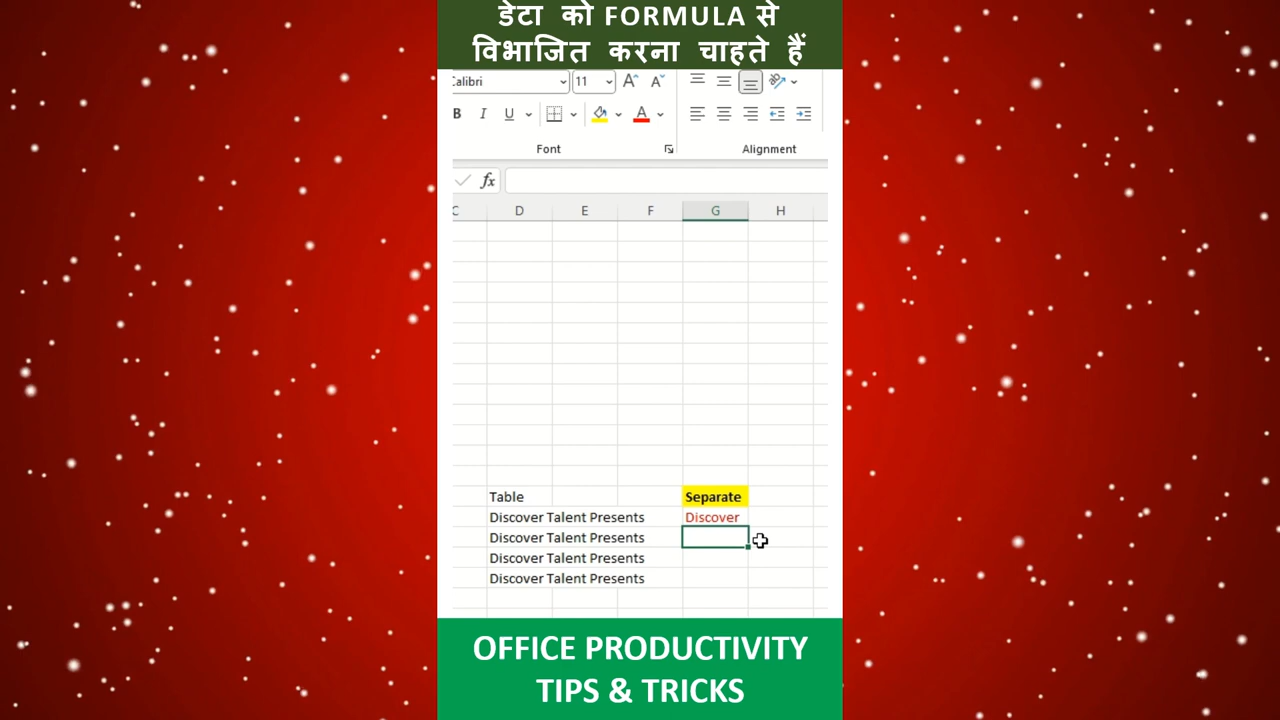 डेटा को FORMULA से
विभाजित करना चाहते हैं
Calibri 11 A A
B I U A
Font Alignment
fx
C D E F G H
Table Separate
Discover Talent Presents Discover
Discover Talent Presents
Discover Talent Presents
Discover Talent Presents
OFFICE PRODUCTIVITY
TIPS & TRICKS